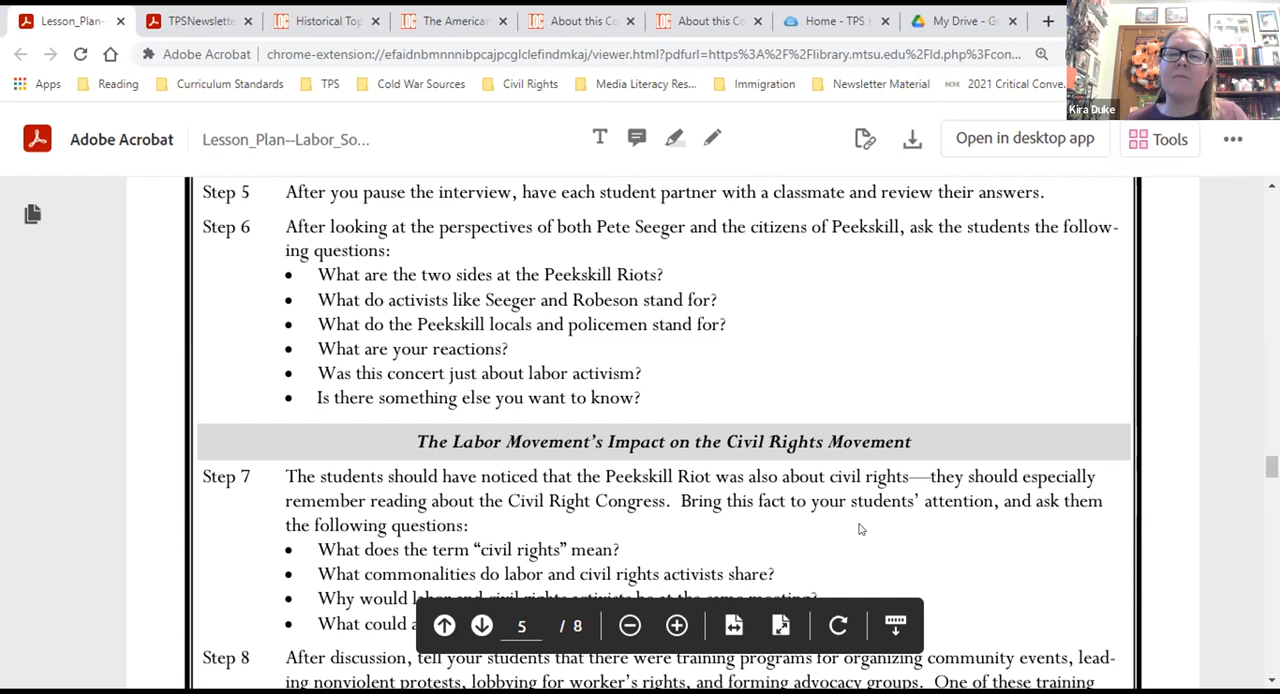 Lesson_Plan-
TPSNewslette
Historical Top
The American
About this Co
About this Co
Home - TPS
My Drive - Go
Adobe Acrobat
chrome-extension://efaidnbmnnnibpcajpcglclefindmkaj/viewer.html?pdfurl=https%3A%2F%2Flibrary.mtsu.edu%2Fld.php%3Fcon...
Apps
Reading
Curriculum Standards
TPS
Cold War Sources
Civil Rights
Media Literacy Res...
Immigration
Newsletter Material
2021 Critical Conve
Kira Duke
Adobe Acrobat
Lesson_Plan--Labor_So...
Open in desktop app
Tools
Step 5 After you pause the interview, have each student partner with a classmate and review their answers.
Step 6 After looking at the perspectives of both Pete Seeger and the citizens of Peekskill, ask the students the follow-
ing questions:
• What are the two sides at the Peekskill Riots?
• What do activists like Seeger and Robeson stand for?
• What do the Peekskill locals and policemen stand for?
• What are your reactions?
• Was this concert just about labor activism?
• Is there something else you want to know?
The Labor Movement's Impact on the Civil Rights Movement
Step 7 The students should have noticed that the Peekskill Riot was also about civil rights—they should especially
remember reading about the Civil Right Congress. Bring this fact to your students' attention, and ask them
the following questions:
• What does the term "civil rights" mean?
• What commonalities do labor and civil rights activists share?
• Why would labor and civil rights activists be at the same meeting?
• What could
5 / 8
Step 8 After discussion, tell your students that there were training programs for organizing community events, lead-
ing nonviolent protests, lobbying for worker's rights, and forming advocacy groups. One of these training